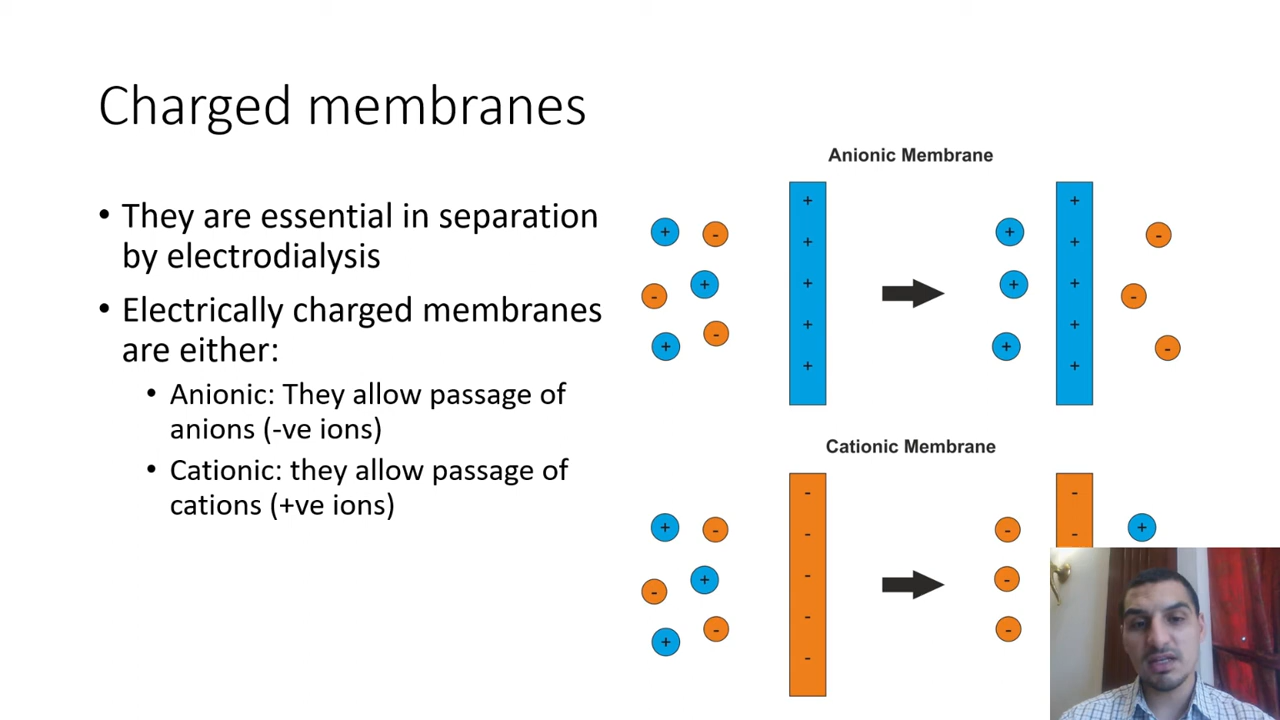 Charged membranes
• They are essential in separation
by electrodialysis
• Electrically charged membranes
are either:
• Anionic: They allow passage of
anions (-ve ions)
• Cationic: they allow passage of
cations (+ve ions)
Anionic Membrane
+ - + + + -
- + + + + -
+ - + + + -
+ +
+ +
Cationic Membrane
- -
+ - - - - +
- + - -
+ - - -
-